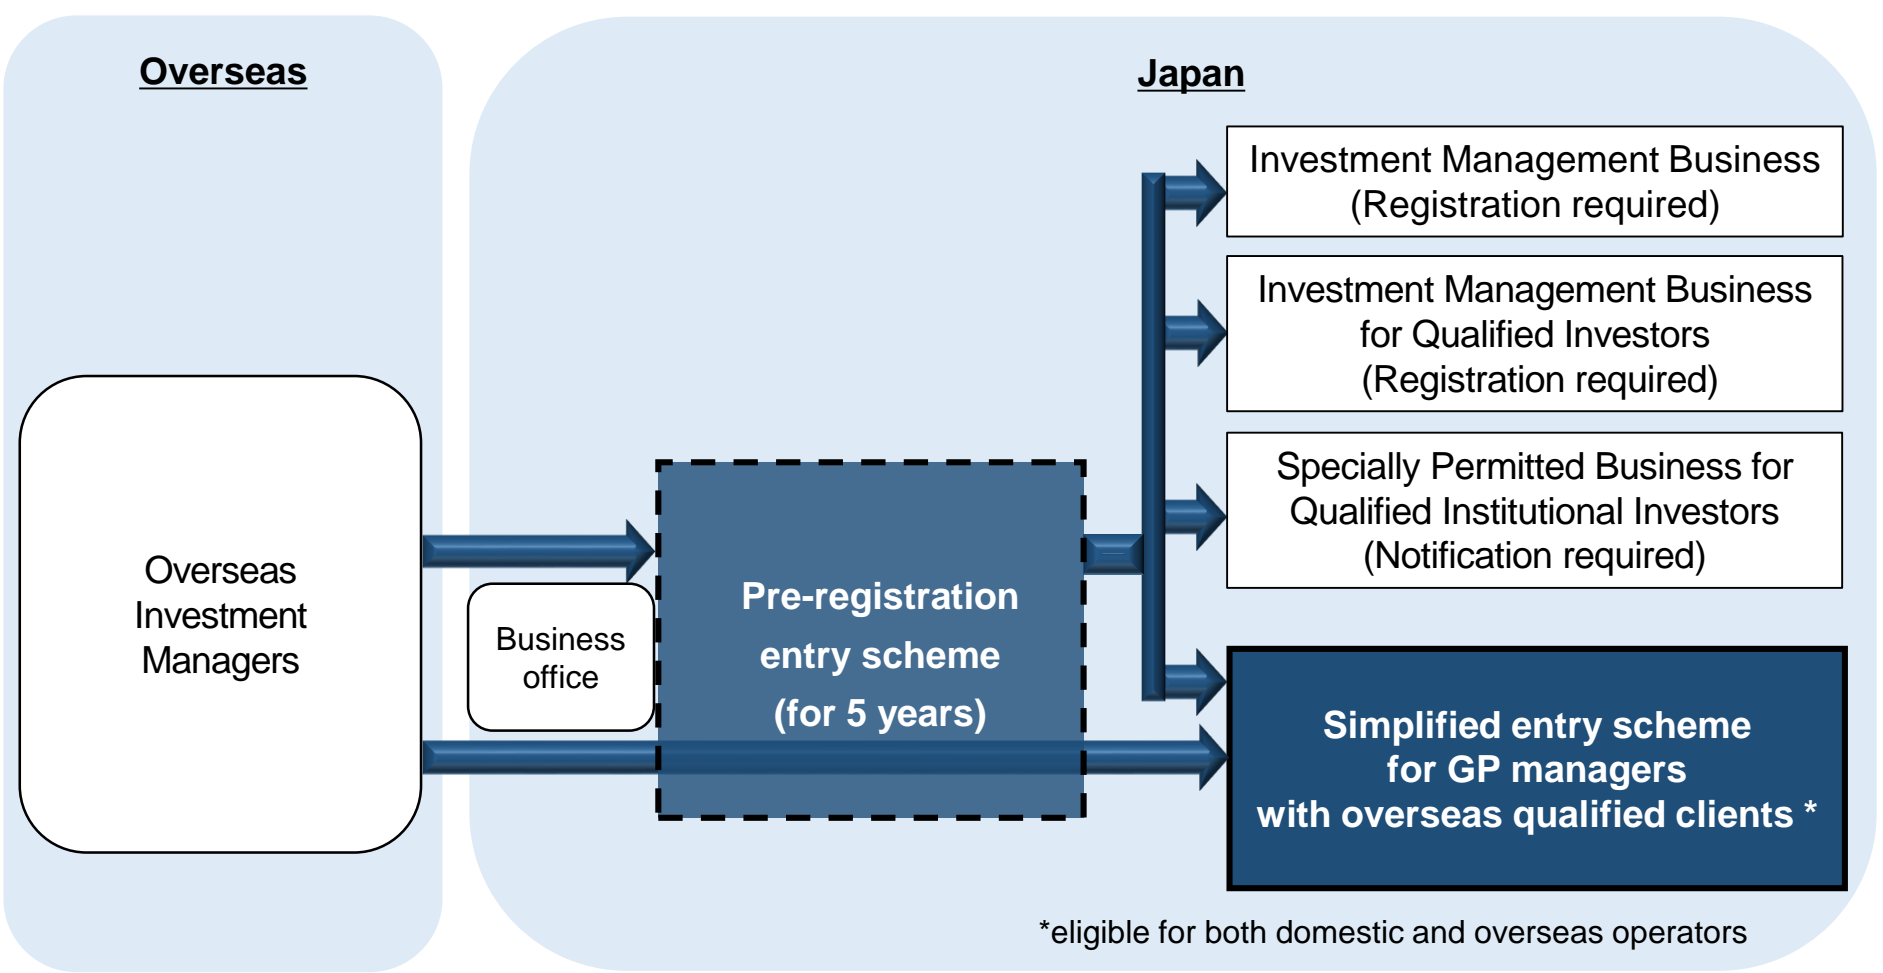 Overseas
Japan
Overseas
Investment
Managers
Business
office
Pre-registration
entry scheme
(for 5 years)
Investment Management Business
(Registration required)
Investment Management Business
for Qualified Investors
(Registration required)
Specially Permitted Business for
Qualified Institutional Investors
(Notification required)
Simplified entry scheme
for GP managers
with overseas qualified clients *
*eligible for both domestic and overseas operators